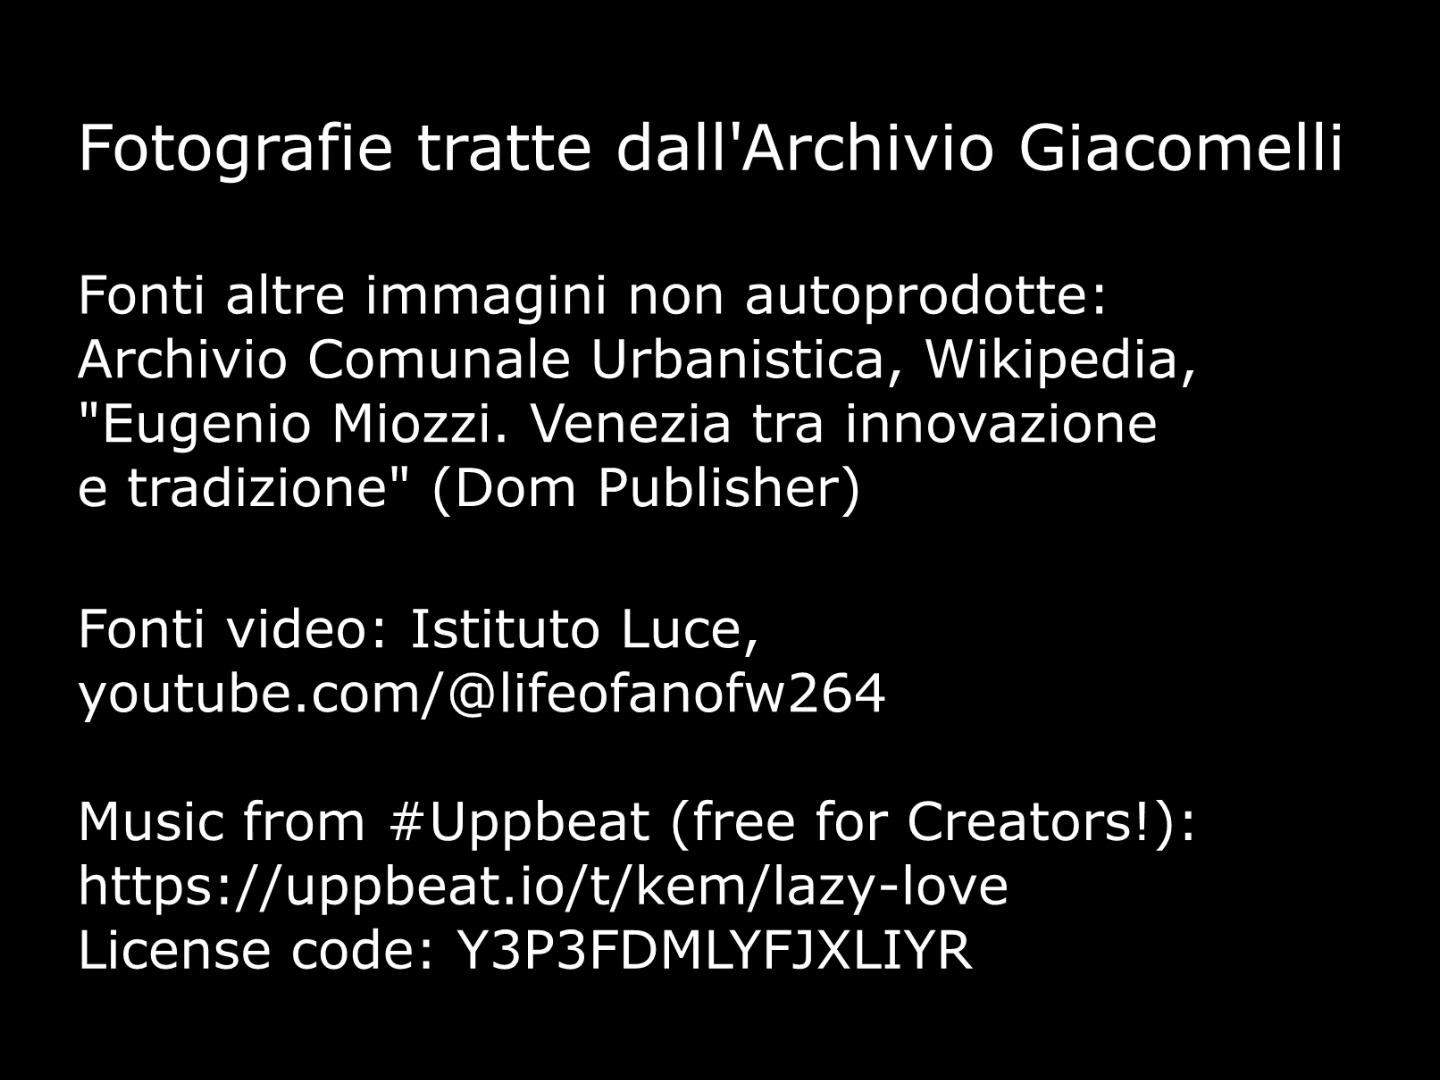 Fotografie tratte dall'Archivio Giacomelli
Fonti altre immagini non autoprodotte:
Archivio Comunale Urbanistica, Wikipedia,
"Eugenio Miozzi. Venezia tra innovazione
e tradizione" (Dom Publisher)
Fonti video: Istituto Luce,
youtube.com/@lifeofanofw264
Music from #Uppbeat (free for Creators!):
https://uppbeat.io/t/kem/lazy-love
License code: Y3P3FDMLYFJXLIYR